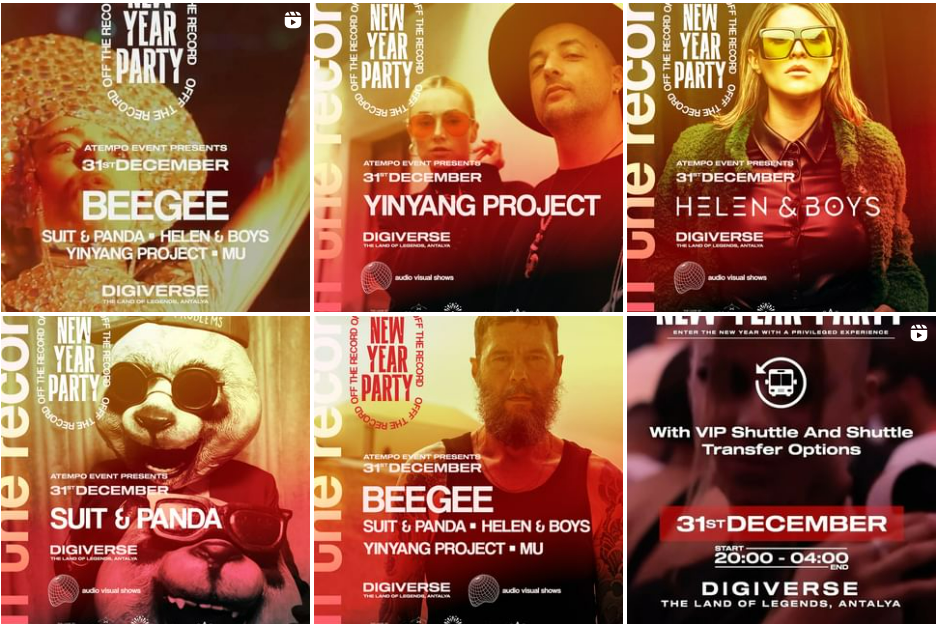 NEW
YEAR
PARTY
OFF THE RECORD
ATEMPO EVENT PRESENTS
31ST DECEMBER
BEEGEE
SUIT & PANDA ▪ HELEN & BOYS
YINYANG PROJECT ▪ MU
DIGIVERSE
THE LAND OF LEGENDS, ANTALYA
NEW
YEAR
PARTY
OFF THE RECORD
ATEMPO EVENT PRESENTS
31ST DECEMBER
YINYANG PROJECT
DIGIVERSE
THE LAND OF LEGENDS, ANTALYA
audio visual shows
NEW
YEAR
PARTY
OFF THE RECORD
ATEMPO EVENT PRESENTS
31ST DECEMBER
HELEN & BOYS
DIGIVERSE
THE LAND OF LEGENDS, ANTALYA
audio visual shows
NEW
YEAR
PARTY
OFF THE RECORD
ATEMPO EVENT PRESENTS
31ST DECEMBER
SUIT & PANDA
DIGIVERSE
THE LAND OF LEGENDS, ANTALYA
audio visual shows
NEW
YEAR
PARTY
OFF THE RECORD
ATEMPO EVENT PRESENTS
31ST DECEMBER
BEEGEE
SUIT & PANDA ▪ HELEN & BOYS
YINYANG PROJECT ▪ MU
DIGIVERSE
THE LAND OF LEGENDS, ANTALYA
audio visual shows
NEW YEAR PARTY
ENTER THE NEW YEAR WITH A PRIVILEGED EXPERIENCE
With VIP Shuttle And Shuttle
Transfer Options
31ST DECEMBER
START
20:00 - 04:00
END
DIGIVERSE
THE LAND OF LEGENDS, ANTALYA